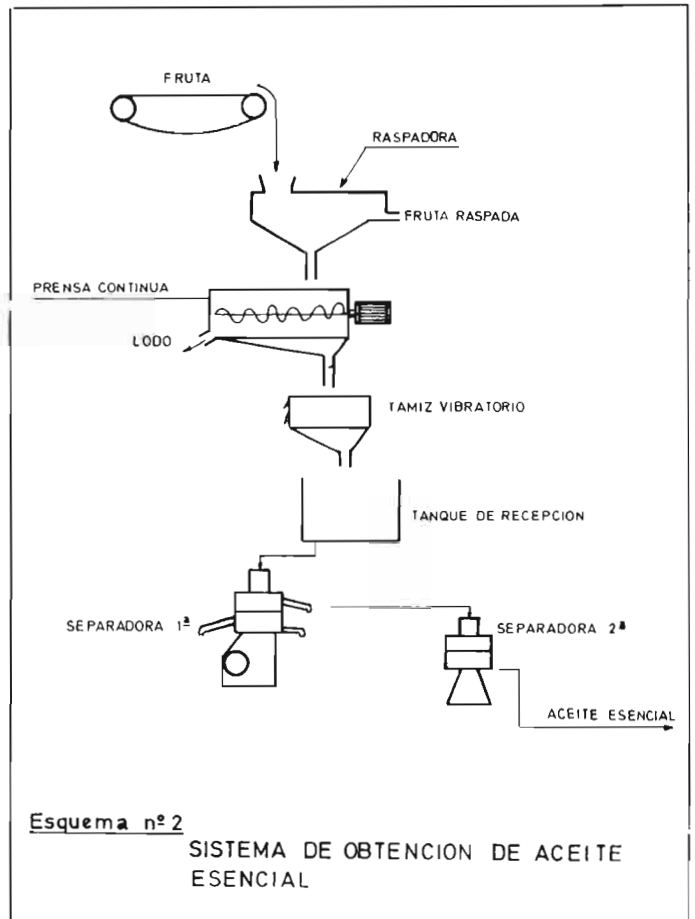 FRUTA
RASPADORA
FRUTA RASPADA
PRENSA CONTINUA
LODO
TAMIZ VIBRATORIO
TANQUE DE RECEPCION
SEPARADORA 1ª
SEPARADORA 2ª
ACEITE ESENCIAL
Esquema nº 2
SISTEMA DE OBTENCION DE ACEITE
ESENCIAL